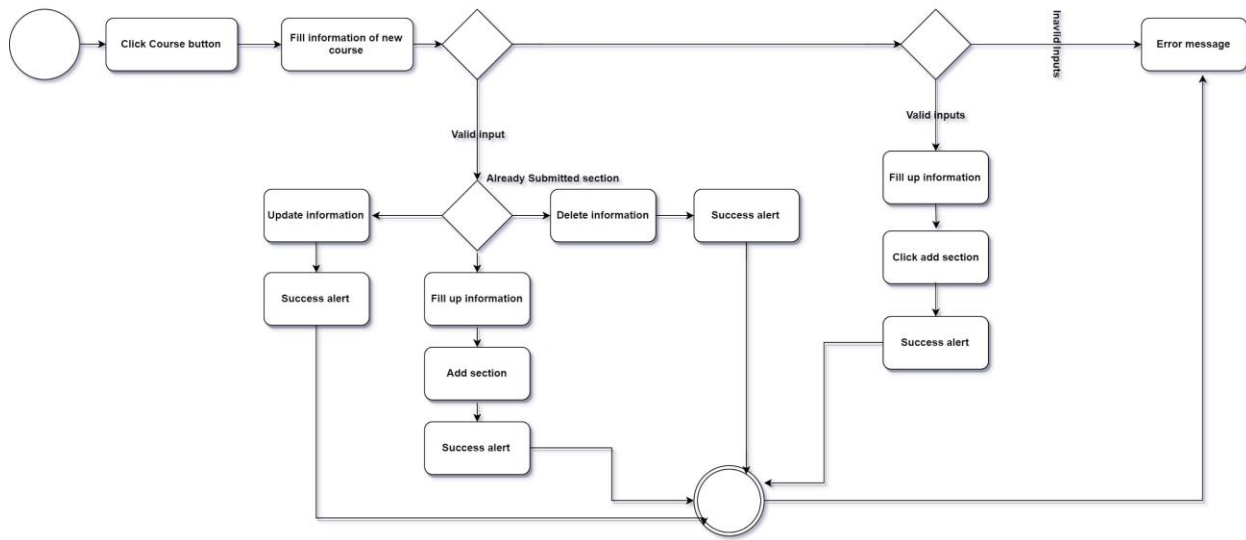 Click Course button
Fill information of new
course
Inavlid Inputs
Error message
Valid input
Valid inputs
Already Submitted section
Fill up information
Update information
Delete information
Success alert
Click add section
Success alert
Fill up information
Success alert
Add section
Success alert